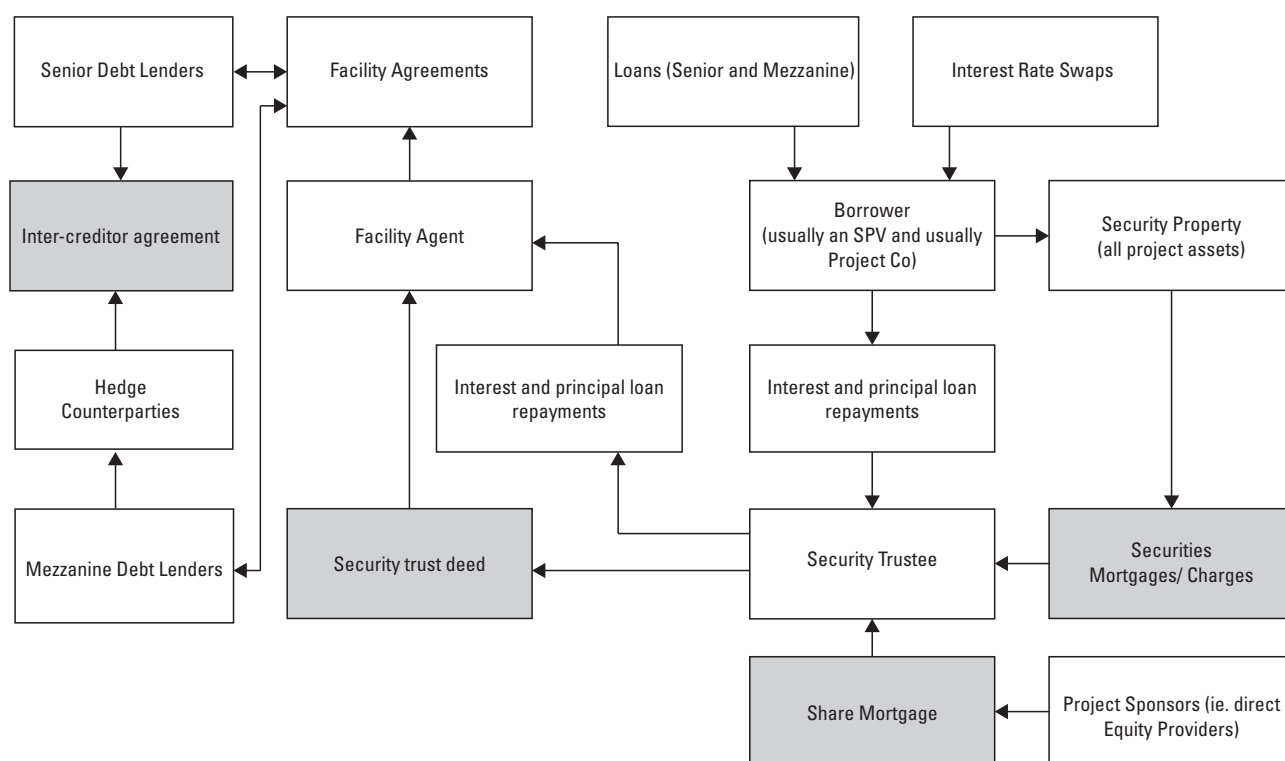 Senior Debt Lenders
Facility Agreements
Loans (Senior and Mezzanine)
Interest Rate Swaps
Inter-creditor agreement
Facility Agent
Borrower
(usually an SPV and usually
Project Co)
Security Property
(all project assets)
Hedge
Counterparties
Interest and principal loan
repayments
Interest and principal loan
repayments
Mezzanine Debt Lenders
Security trust deed
Security Trustee
Securities
Mortgages/ Charges
Share Mortgage
Project Sponsors (ie. direct
Equity Providers)